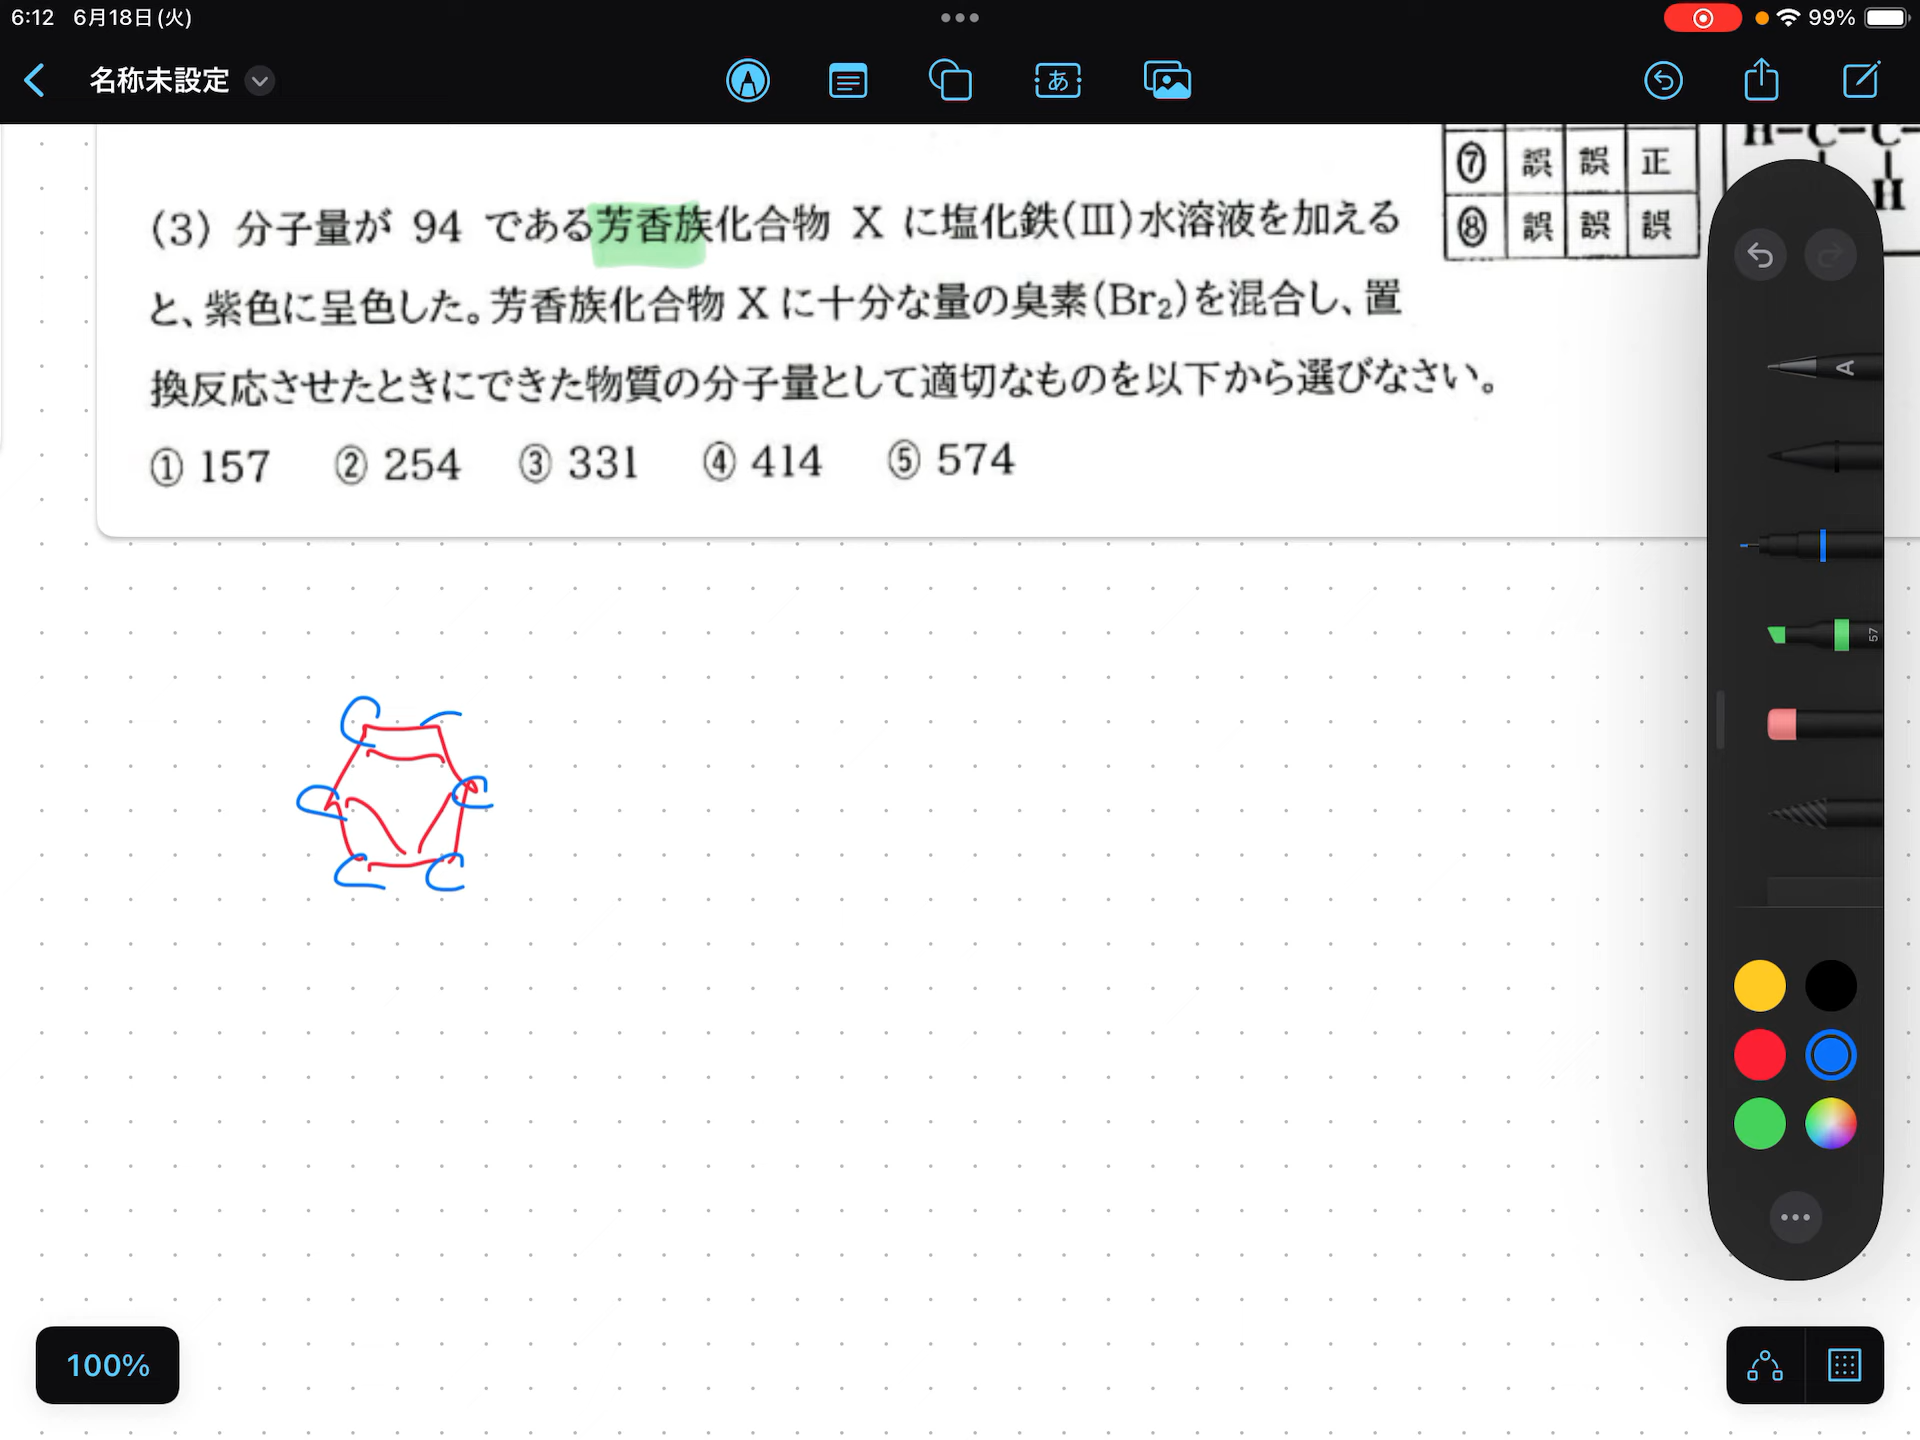 6:12 6月18日(火)
99%
名称未設定
あ
H-C-C-
H
⑦ 誤 誤 正
⑧ 誤 誤 誤
(3) 分子量が 94 である芳香族化合物 X に塩化鉄(Ⅲ)水溶液を加える
と、紫色に呈色した。芳香族化合物 X に十分な量の臭素(Br₂)を混合し、置
換反応させたときにできた物質の分子量として適切なものを以下から選びなさい。
① 157 ② 254 ③ 331 ④ 414 ⑤ 574
A
57
C
C C
C C
100%